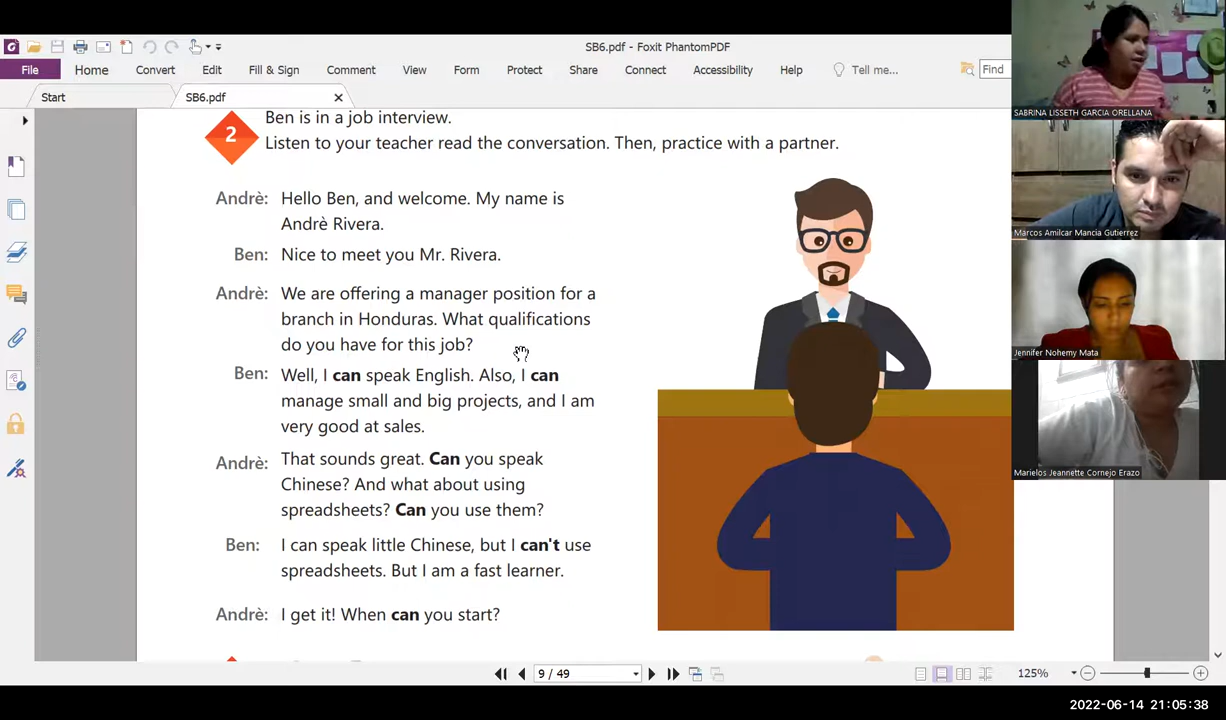 SB6.pdf - Foxit PhantomPDF
File Home Convert Edit Fill & Sign Comment View Form Protect Share Connect Accessibility Help Tell me... Find
Start SB6.pdf
2
Ben is in a job interview.
Listen to your teacher read the conversation. Then, practice with a partner.
Andrè: Hello Ben, and welcome. My name is
Andrè Rivera.
Ben: Nice to meet you Mr. Rivera.
Andrè: We are offering a manager position for a
branch in Honduras. What qualifications
do you have for this job?
Ben: Well, I can speak English. Also, I can
manage small and big projects, and I am
very good at sales.
Andrè: That sounds great. Can you speak
Chinese? And what about using
spreadsheets? Can you use them?
Ben: I can speak little Chinese, but I can't use
spreadsheets. But I am a fast learner.
Andrè: I get it! When can you start?
SABRINA LISSETH GARCIA ORELLANA
Marcos Amilcar Mancia Gutierrez
Jennifer Nohemy Mata
Marielos Jeannette Cornejo Erazo
9 / 49
125%
2022-06-14 21:05:38